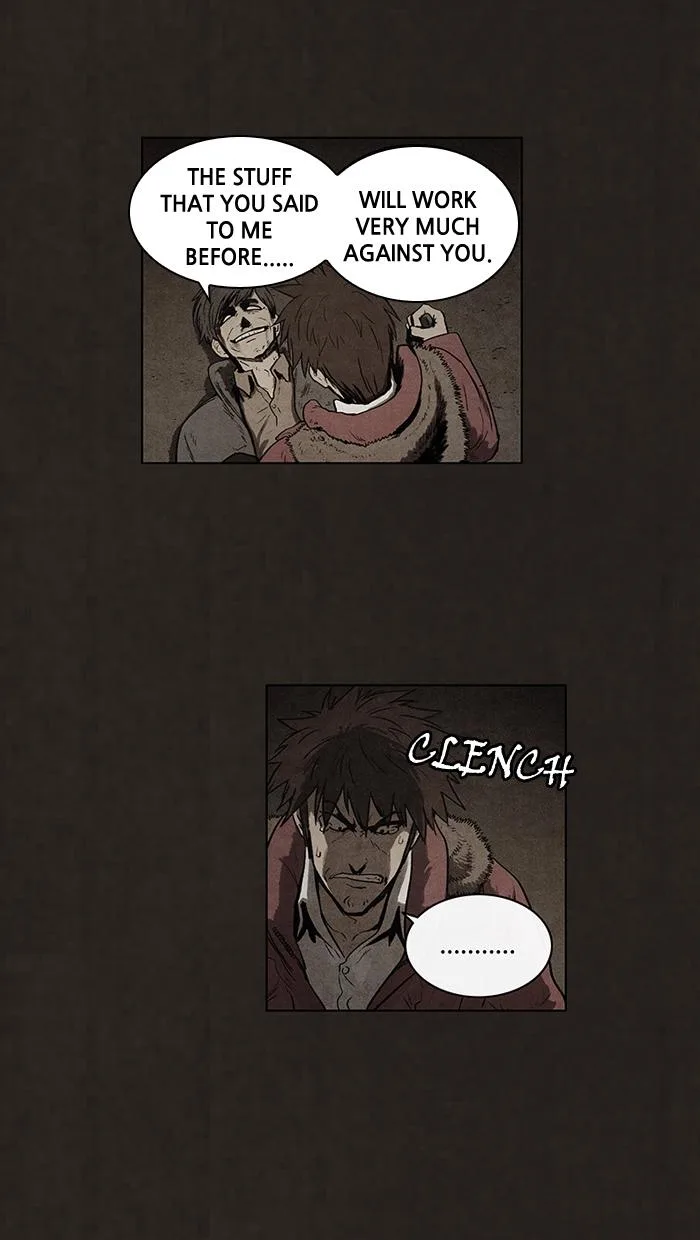 THE STUFF
THAT YOU SAID
TO ME
BEFORE.....
WILL WORK
VERY MUCH
AGAINST YOU.
CLENCH
...........